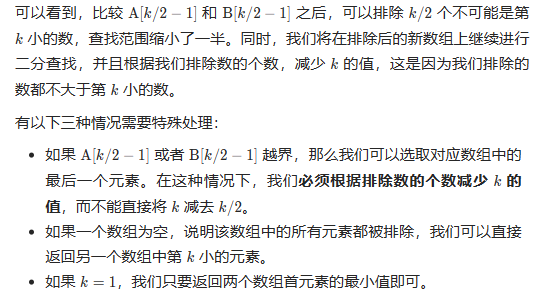 可以看到，比较 A[k/2 − 1] 和 B[k/2 − 1] 之后，可以排除 k/2 个不可能是第
k 小的数，查找范围缩小了一半。同时，我们将在排除后的新数组上继续进行
二分查找，并且根据我们排除数的个数，减少 k 的值，这是因为我们排除的
数都不大于第 k 小的数。
有以下三种情况需要特殊处理：
• 如果 A[k/2 − 1] 或者 B[k/2 − 1] 越界，那么我们可以选取对应数组中的
最后一个元素。在这种情况下，我们必须根据排除数的个数减少 k 的
值，而不能直接将 k 减去 k/2。
• 如果一个数组为空，说明该数组中的所有元素都被排除，我们可以直接
返回另一个数组中第 k 小的元素。
• 如果 k = 1，我们只要返回两个数组首元素的最小值即可。